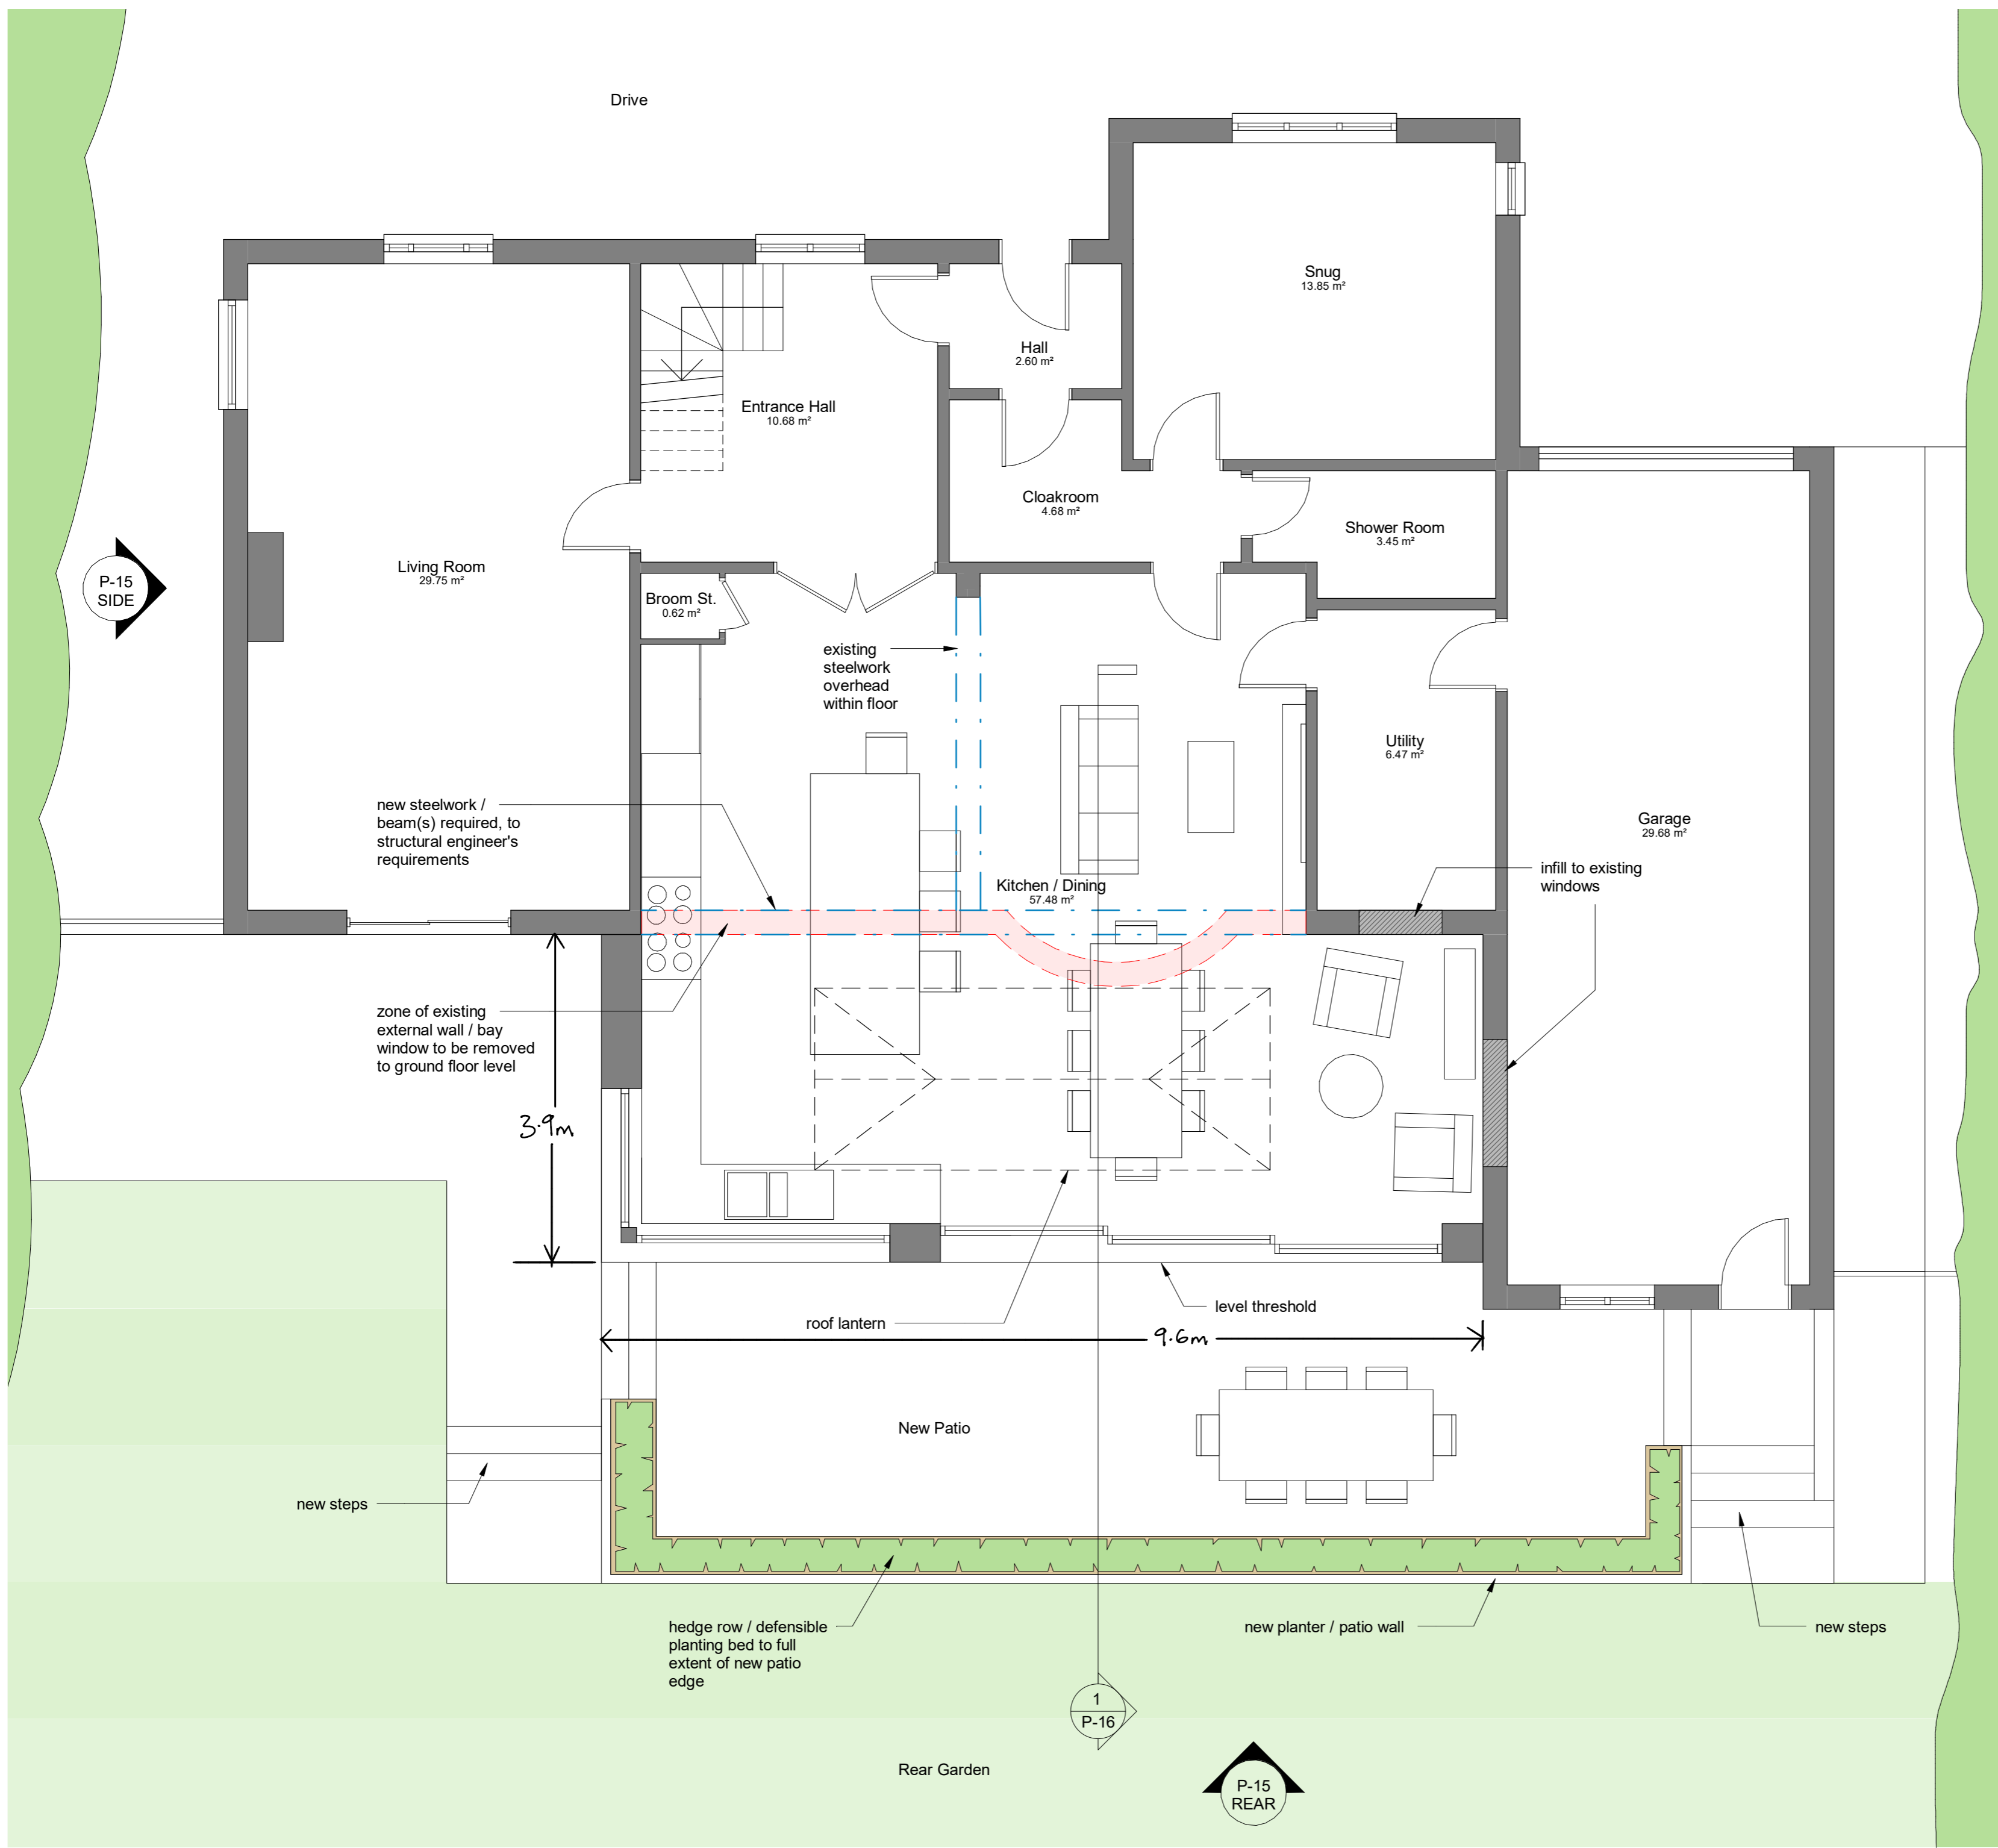 Drive
Snug
13.85 m²
Hall
2.60 m²
Entrance Hall
10.68 m²
Cloakroom
4.68 m²
Shower Room
3.45 m²
Living Room
29.75 m²
P-15
SIDE
Broom St.
0.62 m²
existing
steelwork
overhead
within floor
Utility
6.47 m²
new steelwork /
beam(s) required, to
structural engineer's
requirements
Garage
29.68 m²
infill to existing
windows
Kitchen / Dining
57.48 m²
zone of existing
external wall / bay
window to be removed
to ground floor level
3.9m
level threshold
roof lantern
9.6m
New Patio
new steps
hedge row / defensible
planting bed to full
extent of new patio
edge
new planter / patio wall
new steps
1
P-16
Rear Garden
P-15
REAR